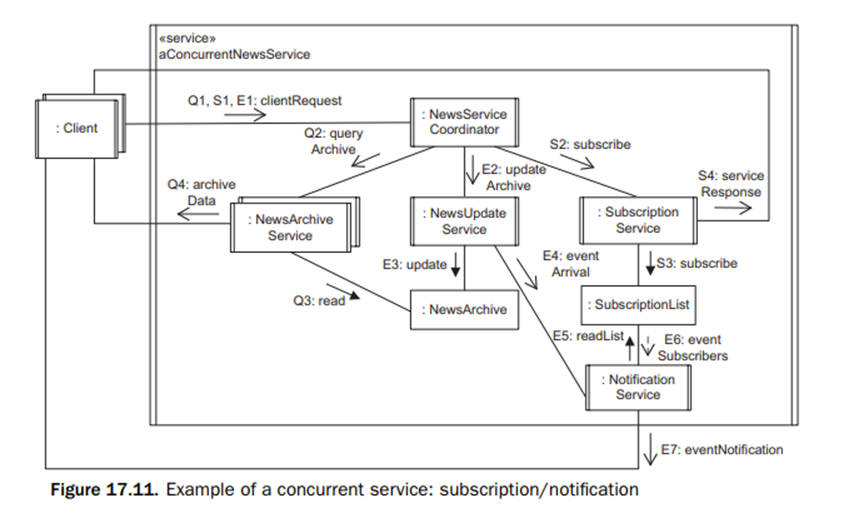 «service»
aConcurrentNewsService
Q1, S1, E1: clientRequest
: Client
: NewsService
Coordinator
Q2: query
Archive
S2: subscribe
E2: update
Archive
S4: service
Response
Q4: archive
Data
: NewsArchive
Service
: NewsUpdate
Service
: Subscription
Service
E3: update
E4: event
Arrival
S3: subscribe
Q3: read
: NewsArchive
: SubscriptionList
E5: readList
E6: event
Subscribers
: Notification
Service
E7: eventNotification
Figure 17.11. Example of a concurrent service: subscription/notification